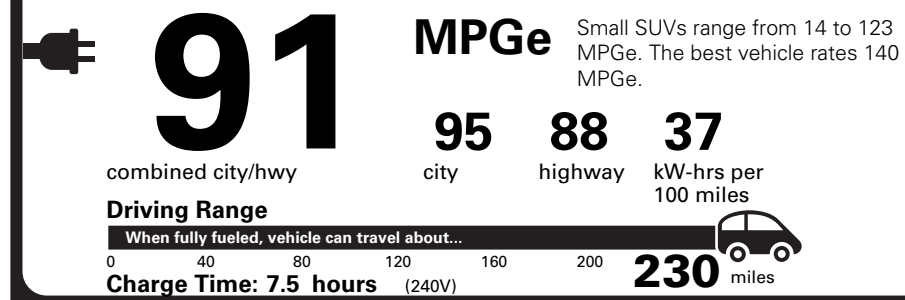 91
MPGe
Small SUVs range from 14 to 123
MPGe. The best vehicle rates 140
MPGe.
combined city/hwy
95
city
88
highway
37
kW-hrs per
100 miles
Driving Range
When fully fueled, vehicle can travel about...
0 40 80 120 160 200 230 miles
Charge Time: 7.5 hours (240V)